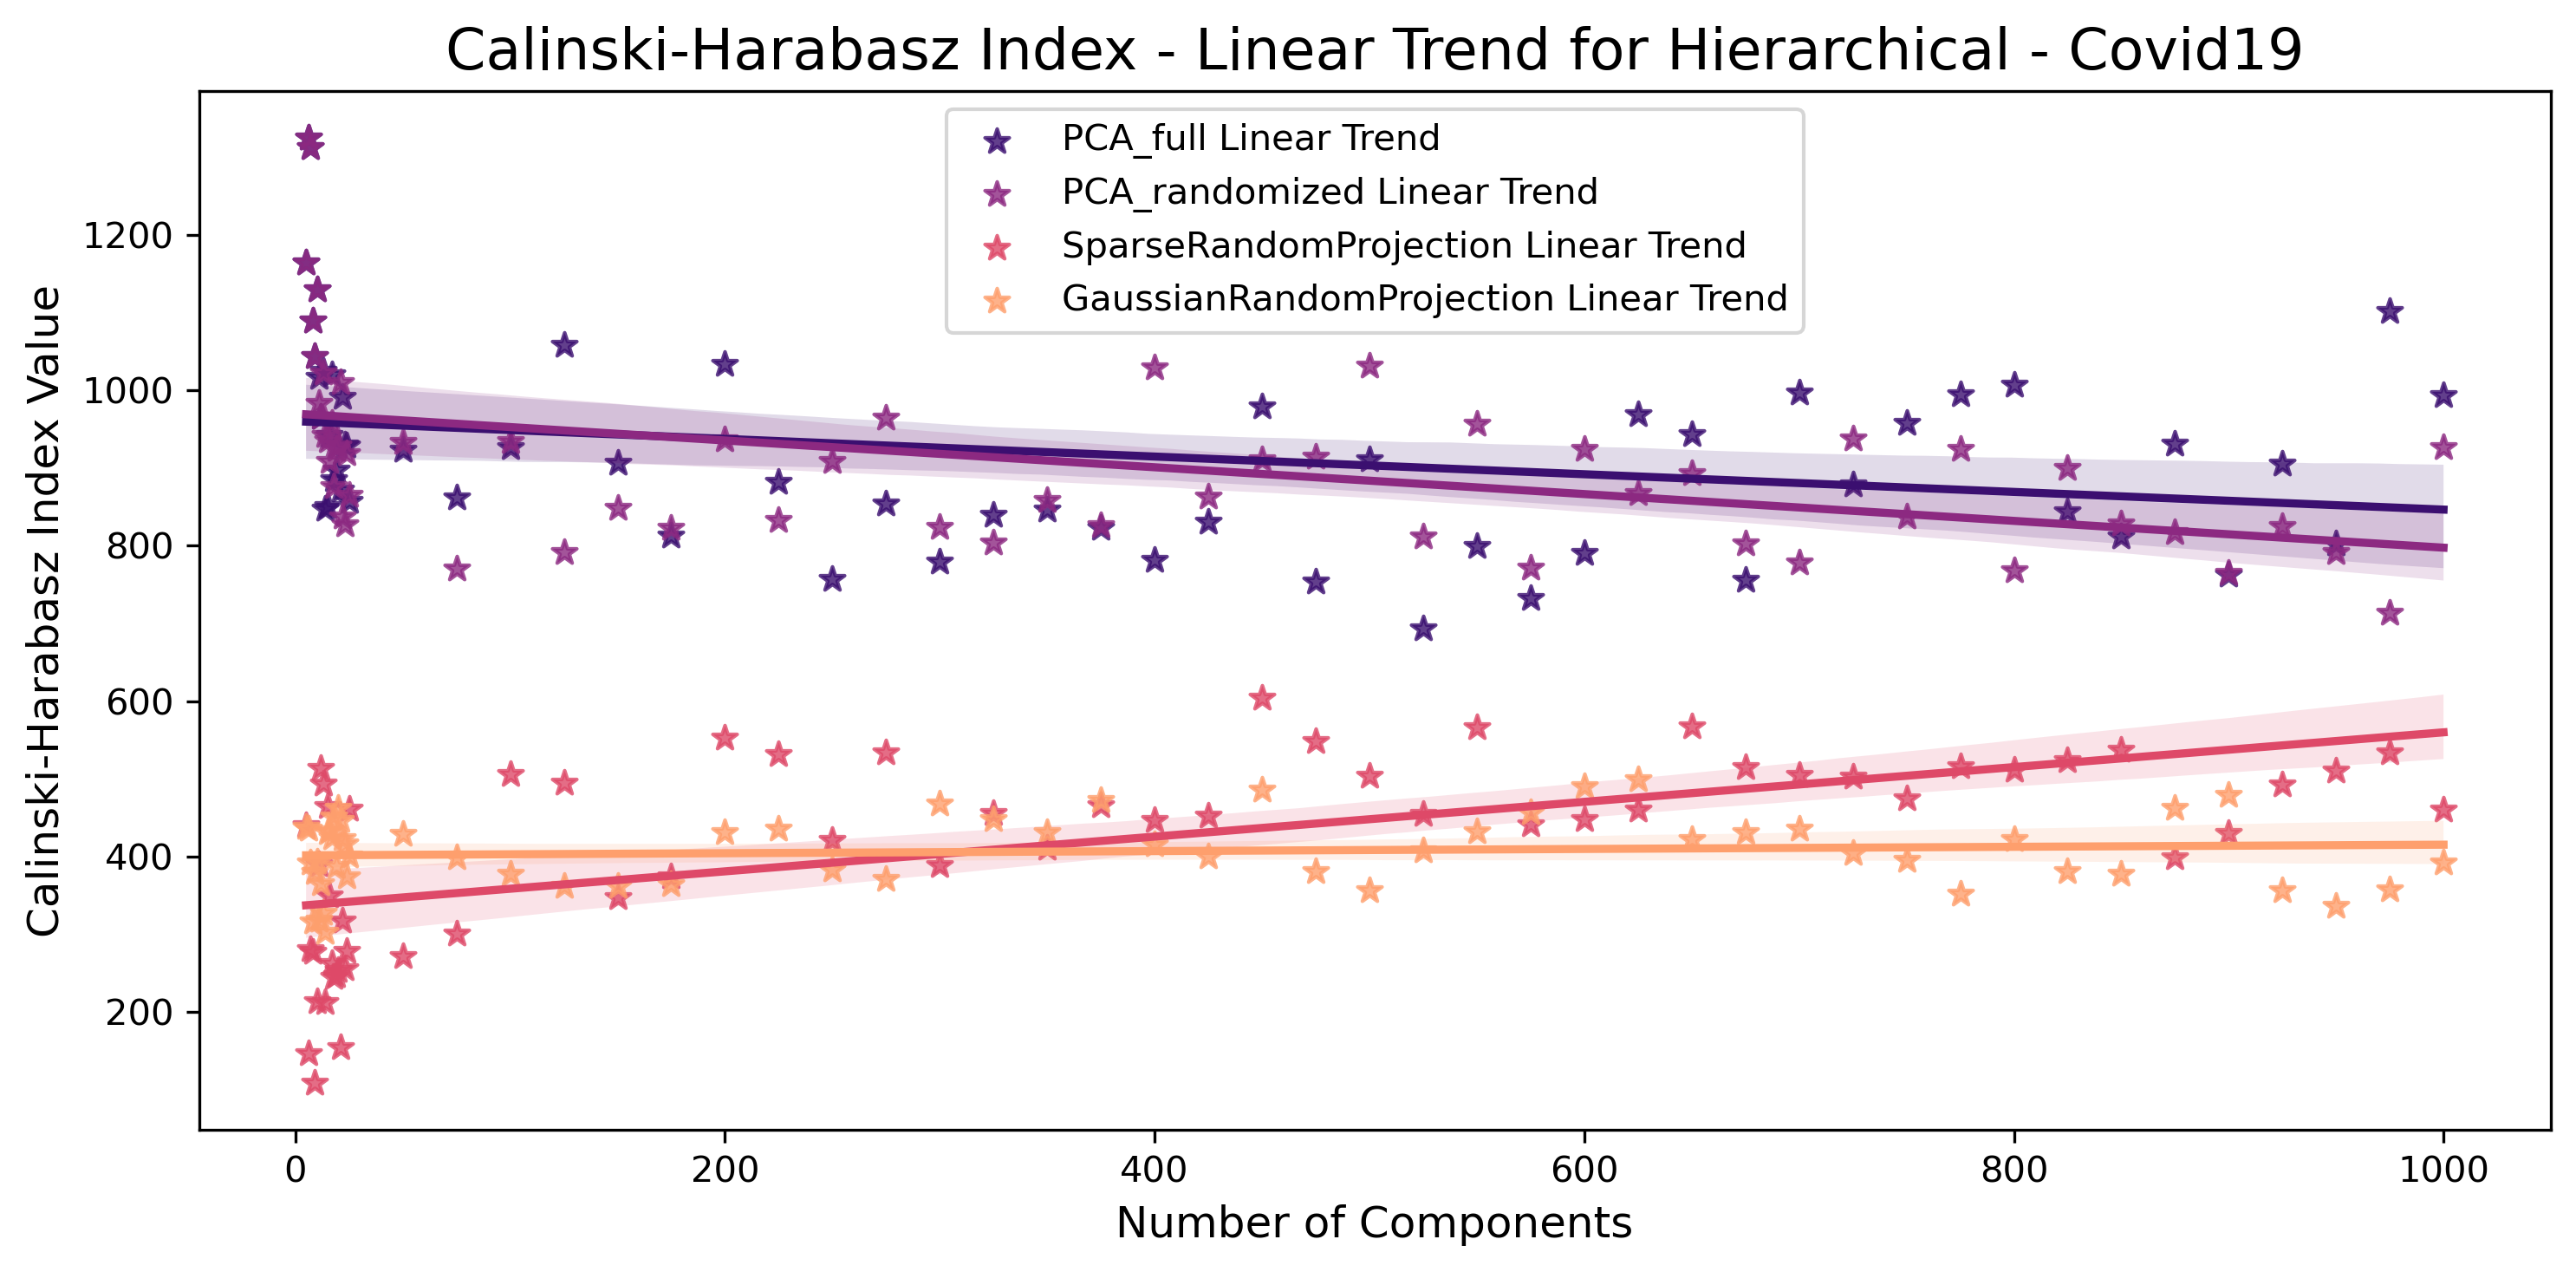 Calinski-Harabasz Index - Linear Trend for Hierarchical - Covid19
PCA_full Linear Trend
PCA_randomized Linear Trend
SparseRandomProjection Linear Trend
GaussianRandomProjection Linear Trend
Calinski-Harabasz Index Value
1200
1000
800
600
400
200
0
200
400
600
800
1000
Number of Components